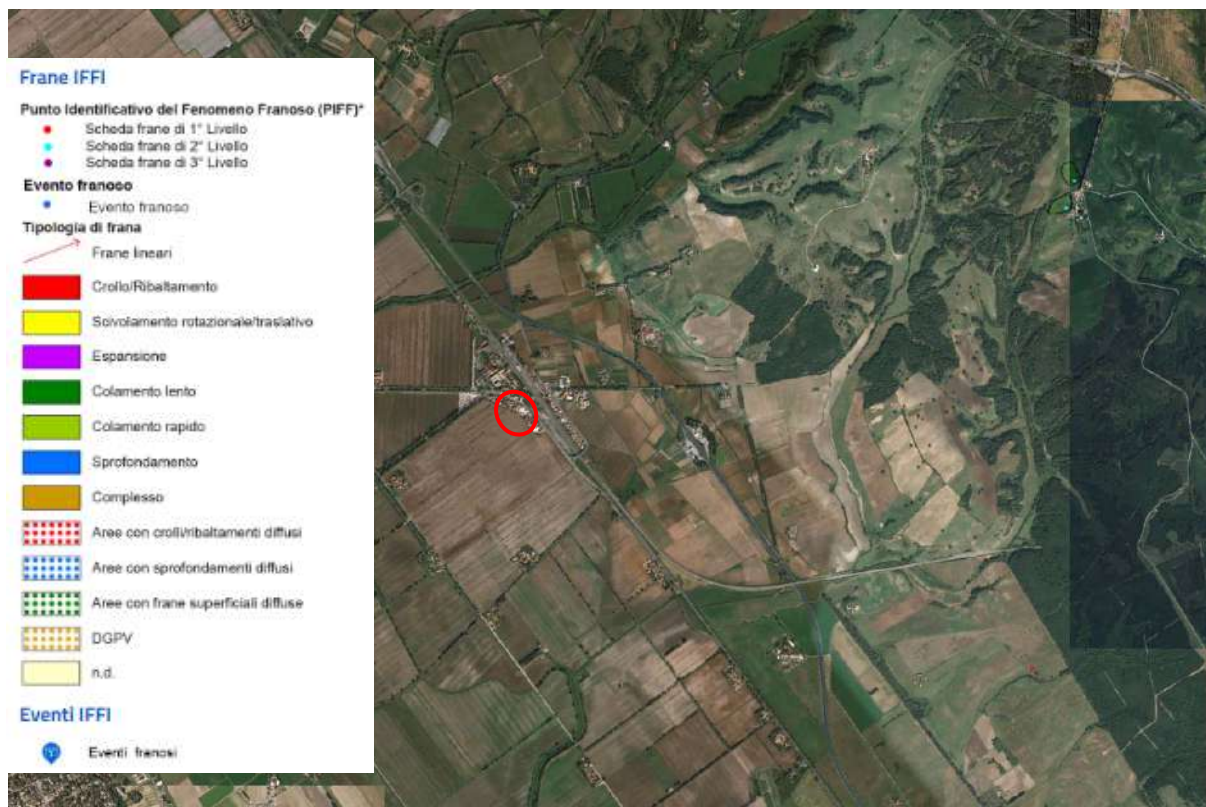 Frane IFFI
Punto Identificativo del Fenomeno Franoso (PIFF)*
Scheda frane di 1° Livello
Scheda frane di 2° Livello
Scheda frane di 3° Livello
Evento franoso
Evento franoso
Tipologia di frana
Frane lineari
Crollo/Ribaltamento
Scivolamento rotazionale/traslativo
Espansione
Colamento lento
Colamento rapido
Sprofondamento
Complesso
Aree con crolli/ribaltamenti diffusi
Aree con sprofondamenti diffusi
Aree con frane superficiali diffuse
DGPV
n.d.
Eventi IFFI
Eventi franosi